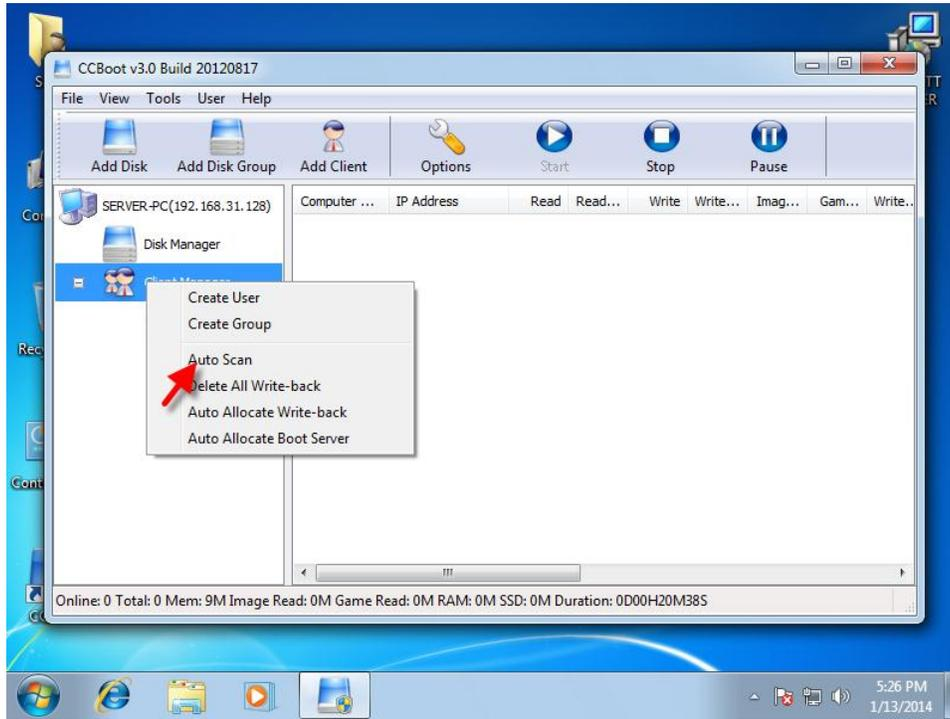 CCBoot v3.0 Build 20120817
File View Tools User Help
Add Disk Add Disk Group Add Client Options Start Stop Pause
SERVER-PC(192.168.31.128)
Computer ... IP Address Read Read... Write Write... Imag... Gam... Write..
Disk Manager
Client Manager
Create User
Create Group
Auto Scan
Delete All Write-back
Auto Allocate Write-back
Auto Allocate Boot Server
Online: 0 Total: 0 Mem: 9M Image Read: 0M Game Read: 0M RAM: 0M SSD: 0M Duration: 0D00H20M38S
5:26 PM
1/13/2014